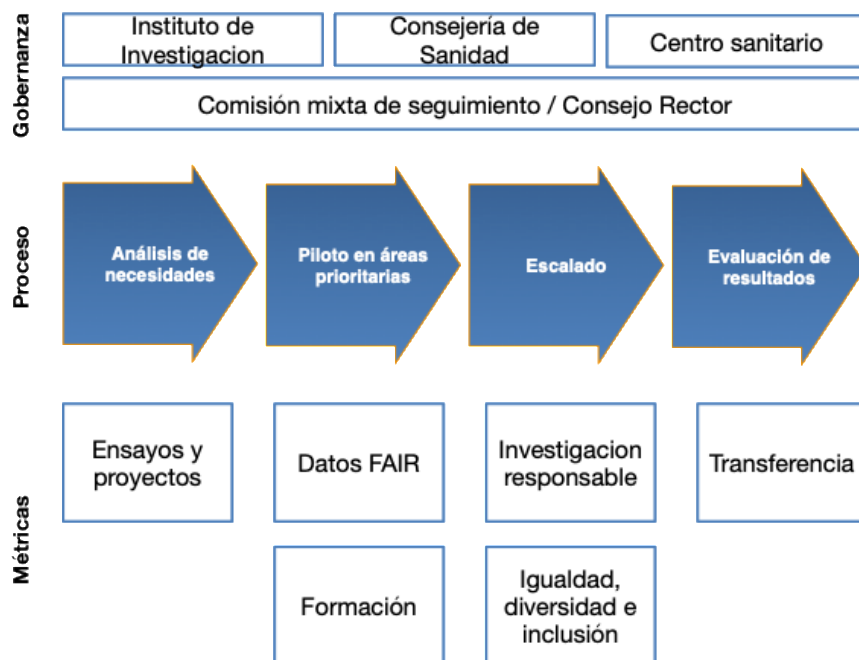 Gobernanza
Instituto de
Investigacion
Consejería de
Sanidad
Centro sanitario
Comisión mixta de seguimiento / Consejo Rector
Proceso
Análisis de
necesidades
Piloto en áreas
prioritarias
Escalado
Evaluación de
resultados
Métricas
Ensayos y
proyectos
Datos FAIR
Investigacion
responsable
Transferencia
Formación
Igualdad,
diversidad e
inclusión